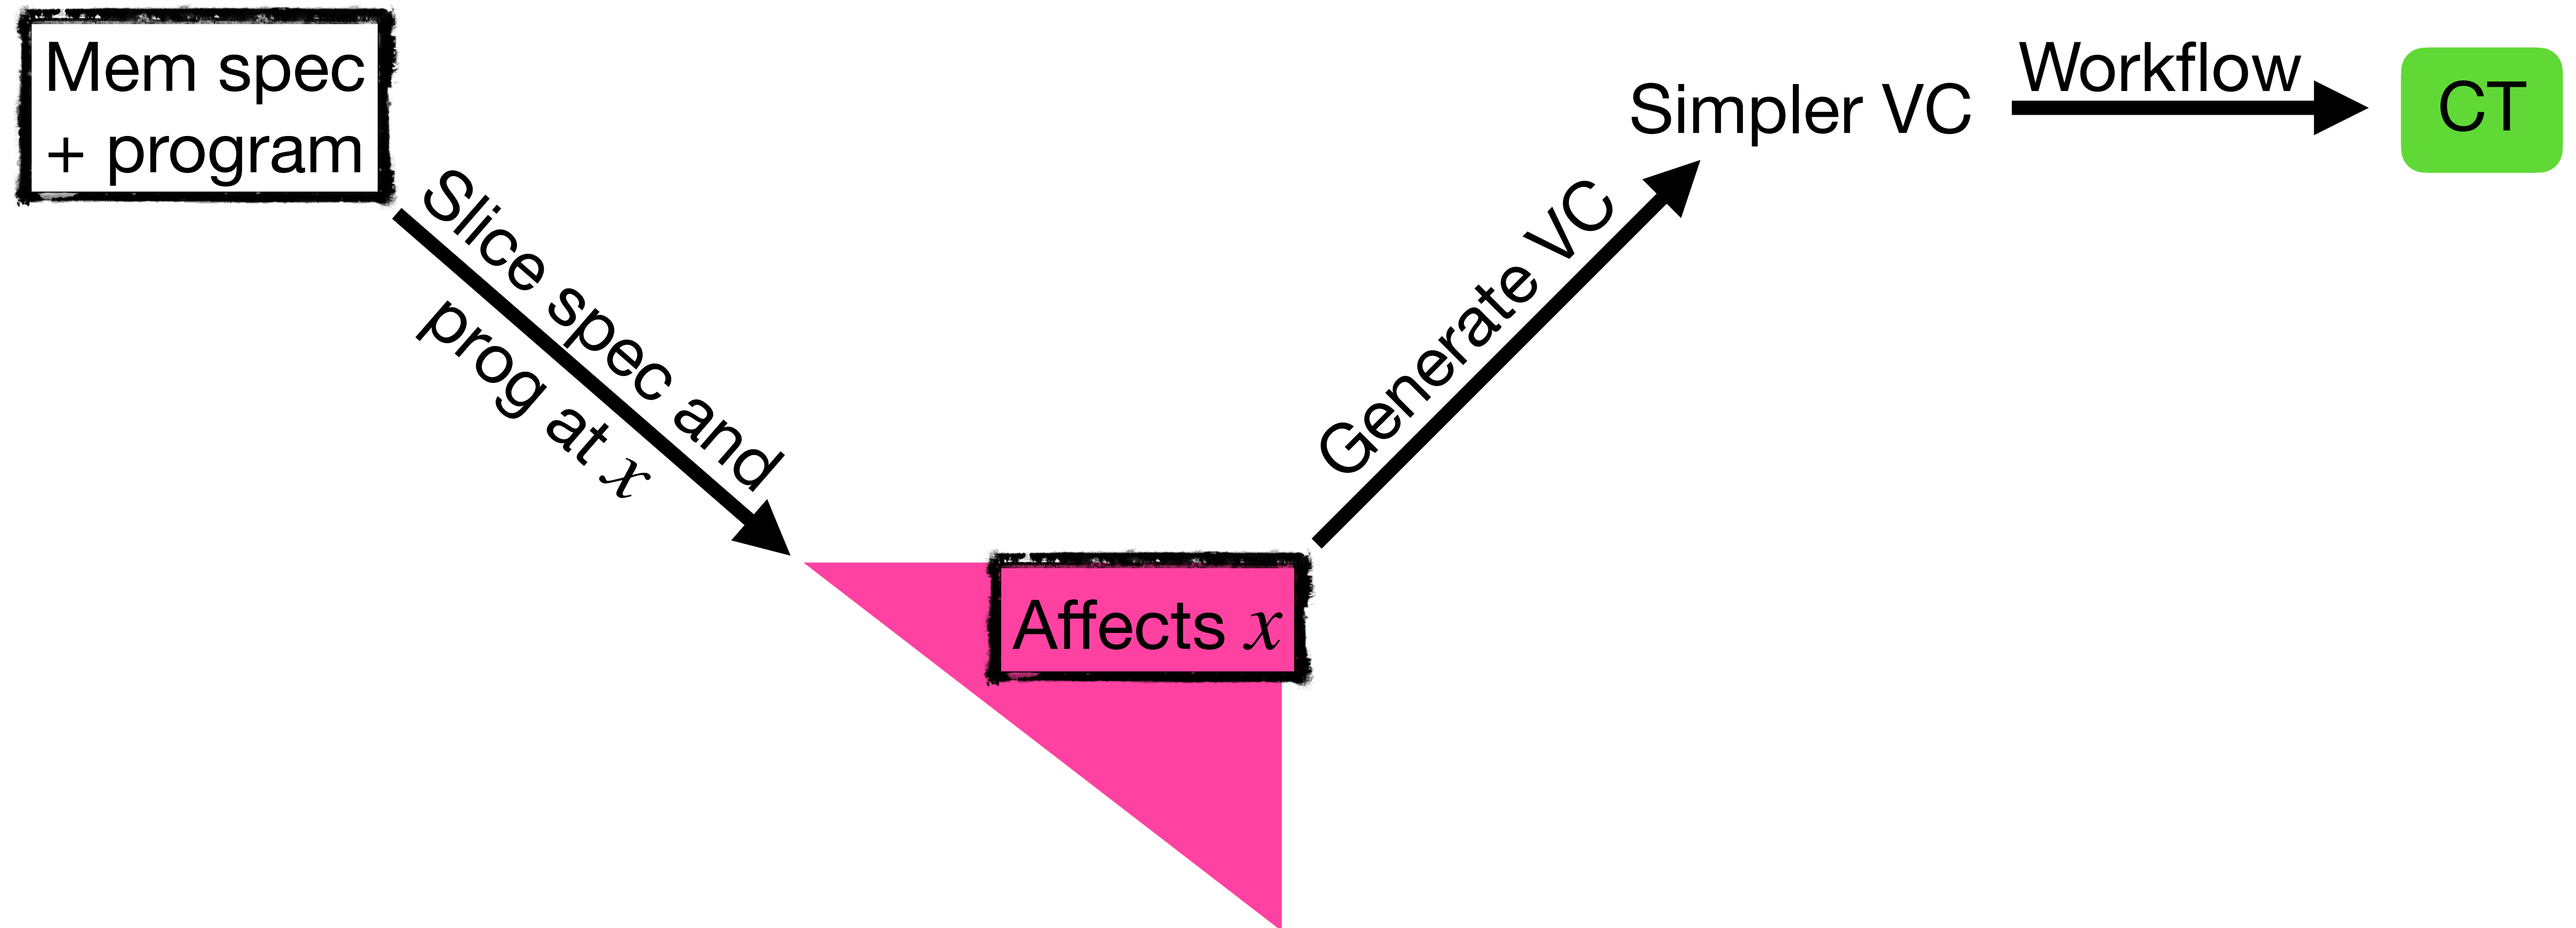 Mem spec
+ program
Slice spec and
prog at x
Affects x
Generate VC
Simpler VC
Workflow
CT